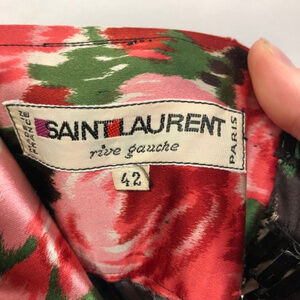 SAINT LAURENT
rive gauche
PARIS
42